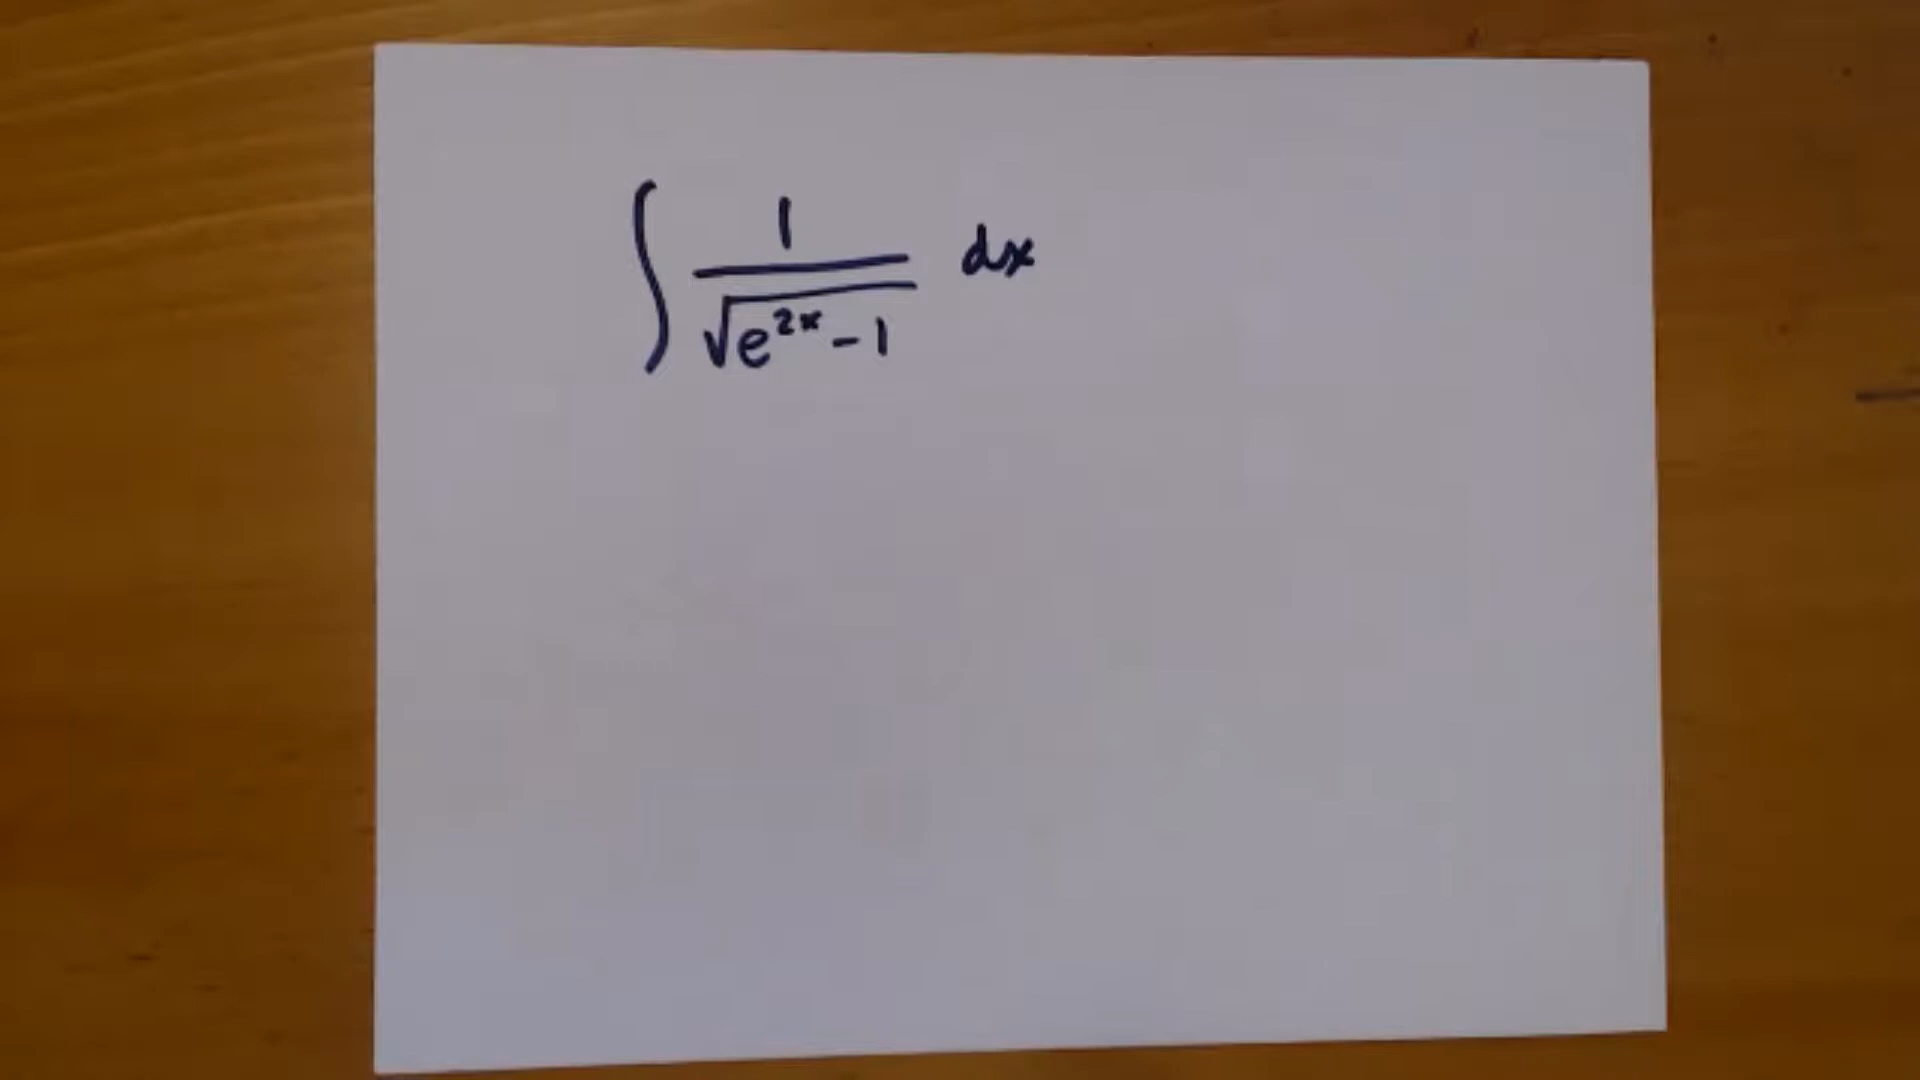 ∫ 1/√(e^{2x} - 1) dx